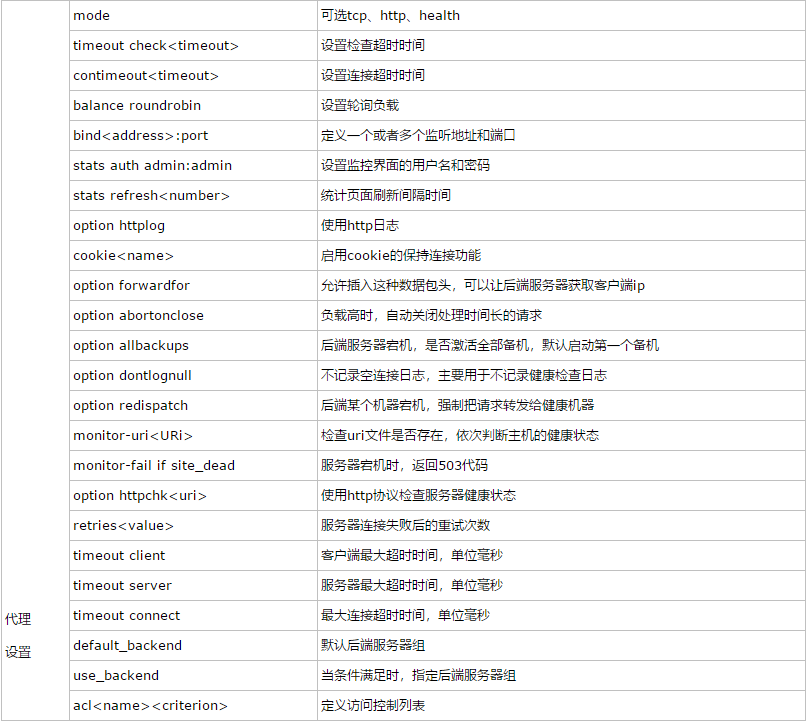 mode 可选tcp、http、health
timeout check<timeout> 设置检查超时时间
contimeout<timeout> 设置连接超时时间
balance roundrobin 设置轮询负载
bind<address>:port 定义一个或者多个监听地址和端口
stats auth admin:admin 设置监控界面的用户名和密码
stats refresh<number> 统计页面刷新间隔时间
option httplog 使用http日志
cookie<name> 启用cookie的保持连接功能
option forwardfor 允许插入这种数据包头，可以让后端服务器获取客户端ip
option abortonclose 负载高时，自动关闭处理时间长的请求
option allbackups 后端服务器宕机，是否激活全部备机，默认启动第一个备机
option dontlognull 不记录空连接日志，主要用于不记录健康检查日志
option redispatch 后端某个机器宕机，强制把请求转发给健康机器
monitor-uri<URi> 检查uri文件是否存在，依次判断主机的健康状态
monitor-fail if site_dead 服务器宕机时，返回503代码
option httpchk<uri> 使用http协议检查服务器健康状态
retries<value> 服务器连接失败后的重试次数
timeout client 客户端最大超时时间，单位毫秒
timeout server 服务器最大超时时间，单位毫秒
timeout connect 最大连接超时时间，单位毫秒
代理
default_backend 默认后端服务器组
设置
use_backend 当条件满足时，指定后端服务器组
acl<name><criterion> 定义访问控制列表